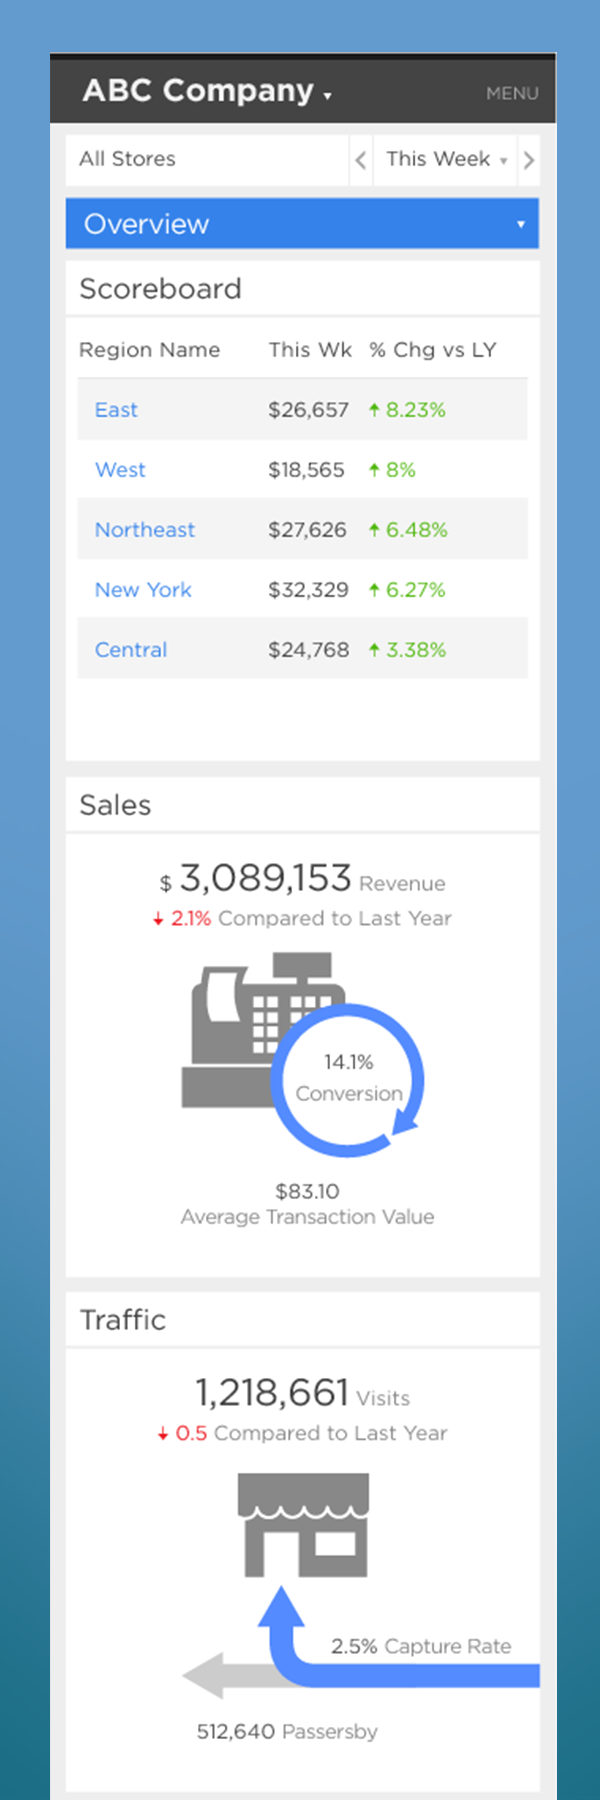 ABC Company ▾ MENU
All Stores < This Week ▾ >
Overview ▾
Scoreboard
Region Name This Wk % Chg vs LY
East $26,657 ↑ 8.23%
West $18,565 ↑ 8%
Northeast $27,626 ↑ 6.48%
New York $32,329 ↑ 6.27%
Central $24,768 ↑ 3.38%
Sales
$ 3,089,153 Revenue
↓ 2.1% Compared to Last Year
14.1%
Conversion
$83.10
Average Transaction Value
Traffic
1,218,661 Visits
↓ 0.5 Compared to Last Year
2.5% Capture Rate
512,640 Passersby